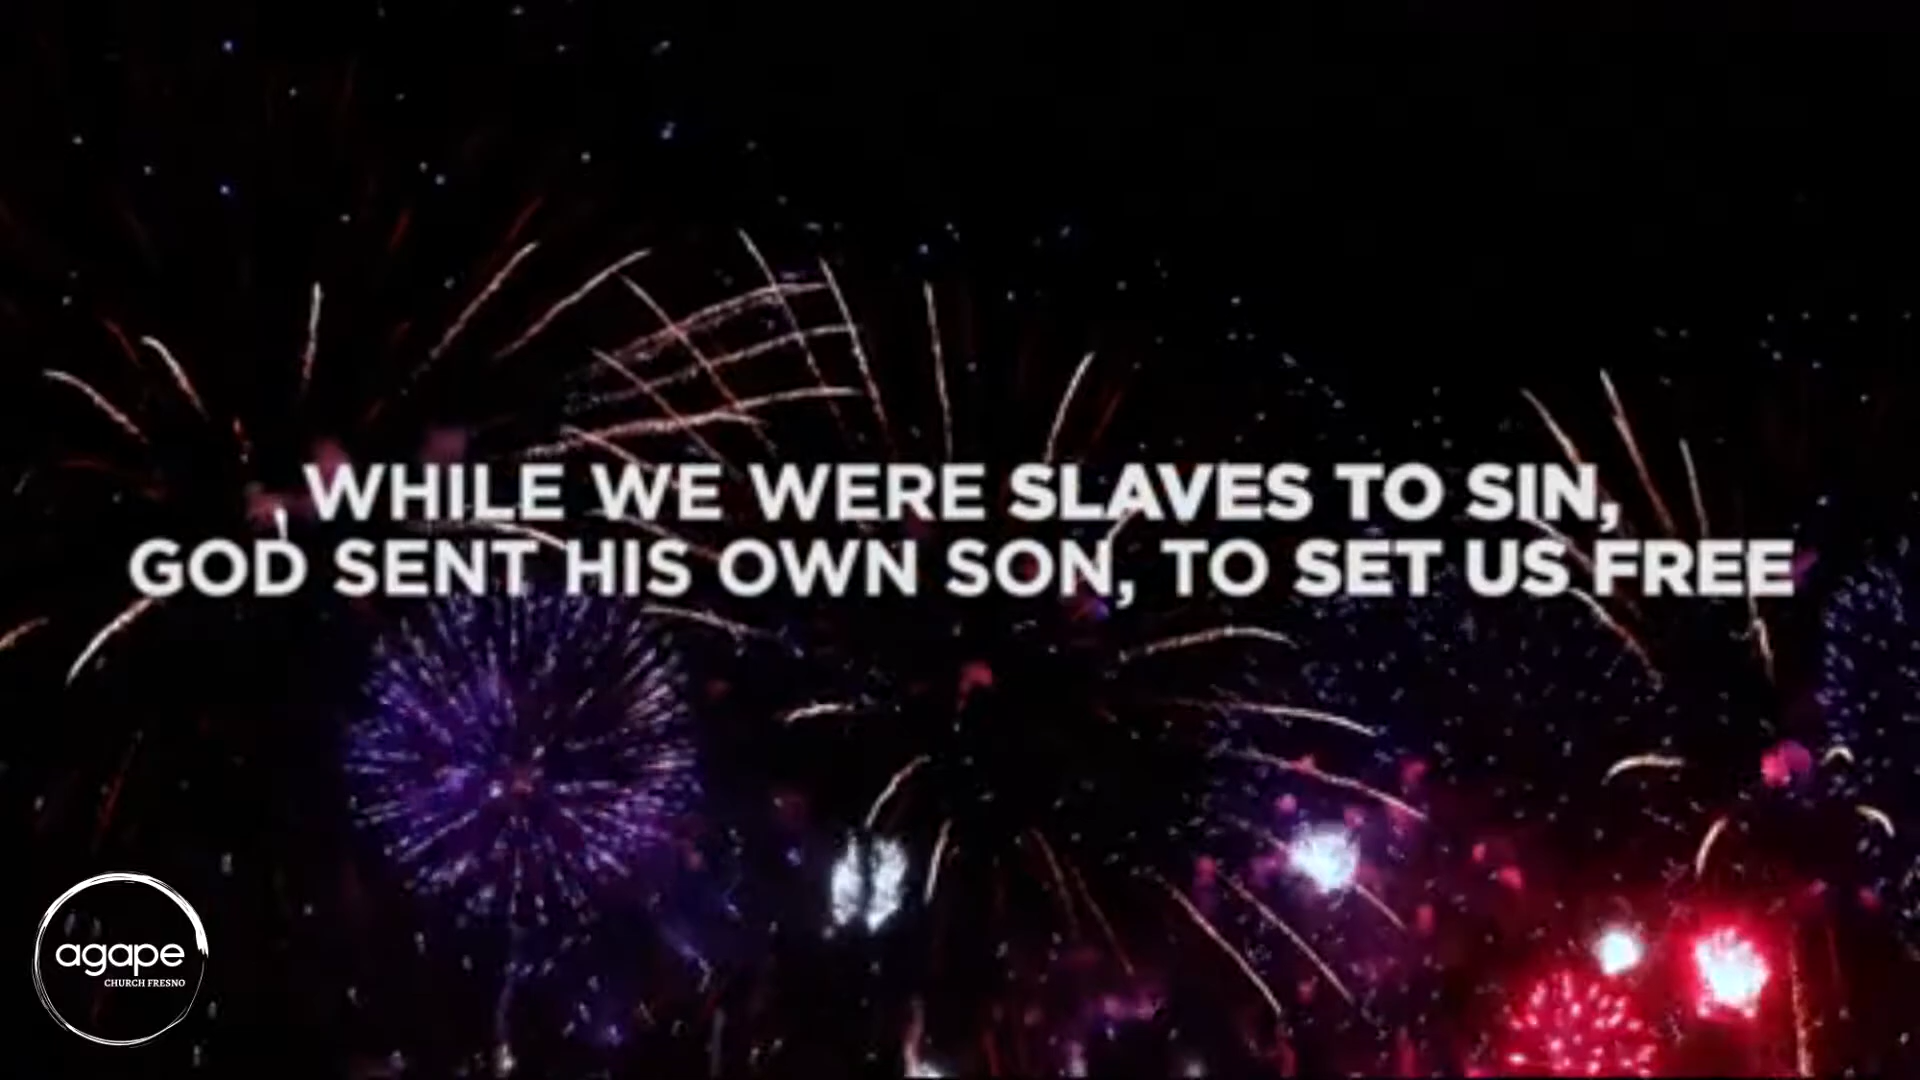 WHILE WE WERE SLAVES TO SIN,
GOD SENT HIS OWN SON, TO SET US FREE
agape
CHURCH FRESNO